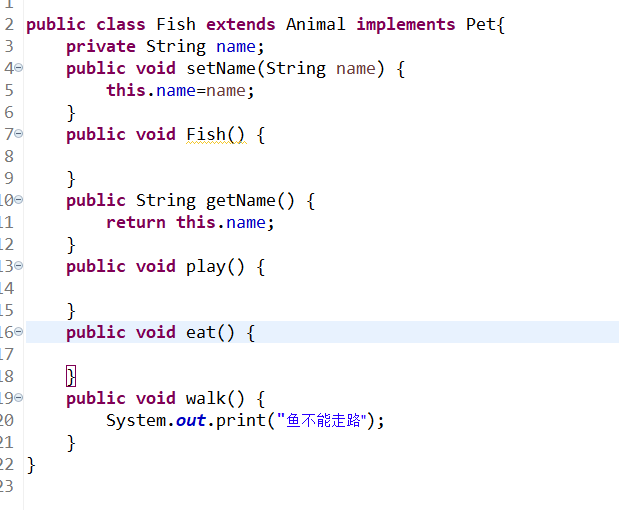 1
2 public class Fish extends Animal implements Pet{
3     private String name;
4     public void setName(String name) {
5         this.name=name;
6     }
7     public void Fish() {
8
9     }
10     public String getName() {
11         return this.name;
12     }
13     public void play() {
14
15     }
16     public void eat() {
17
18     }
19     public void walk() {
20         System.out.print("鱼不能走路");
21     }
22 }
23